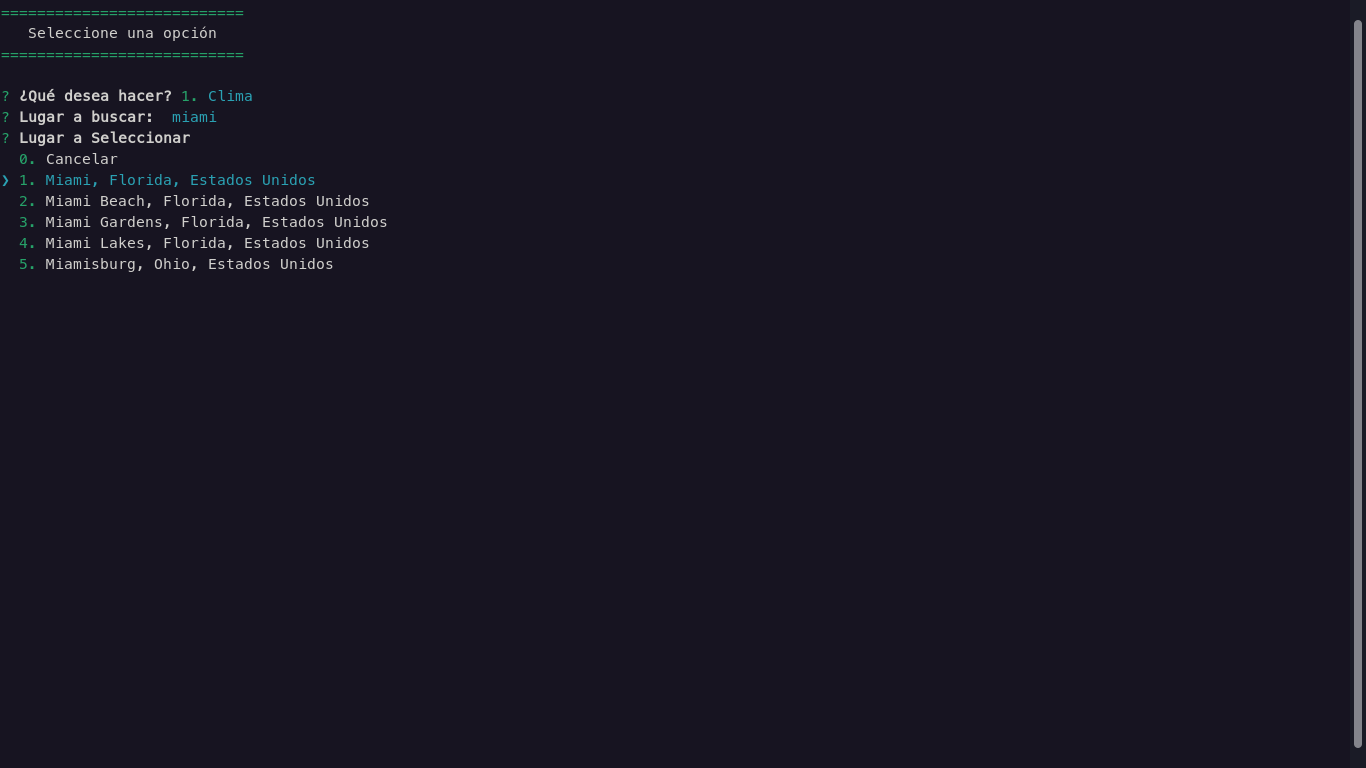 ===========================
   Seleccione una opción
===========================
? ¿Qué desea hacer? 1. Clima
? Lugar a buscar:  miami
? Lugar a Seleccionar
  0. Cancelar
❯ 1. Miami, Florida, Estados Unidos
  2. Miami Beach, Florida, Estados Unidos
  3. Miami Gardens, Florida, Estados Unidos
  4. Miami Lakes, Florida, Estados Unidos
  5. Miamisburg, Ohio, Estados Unidos